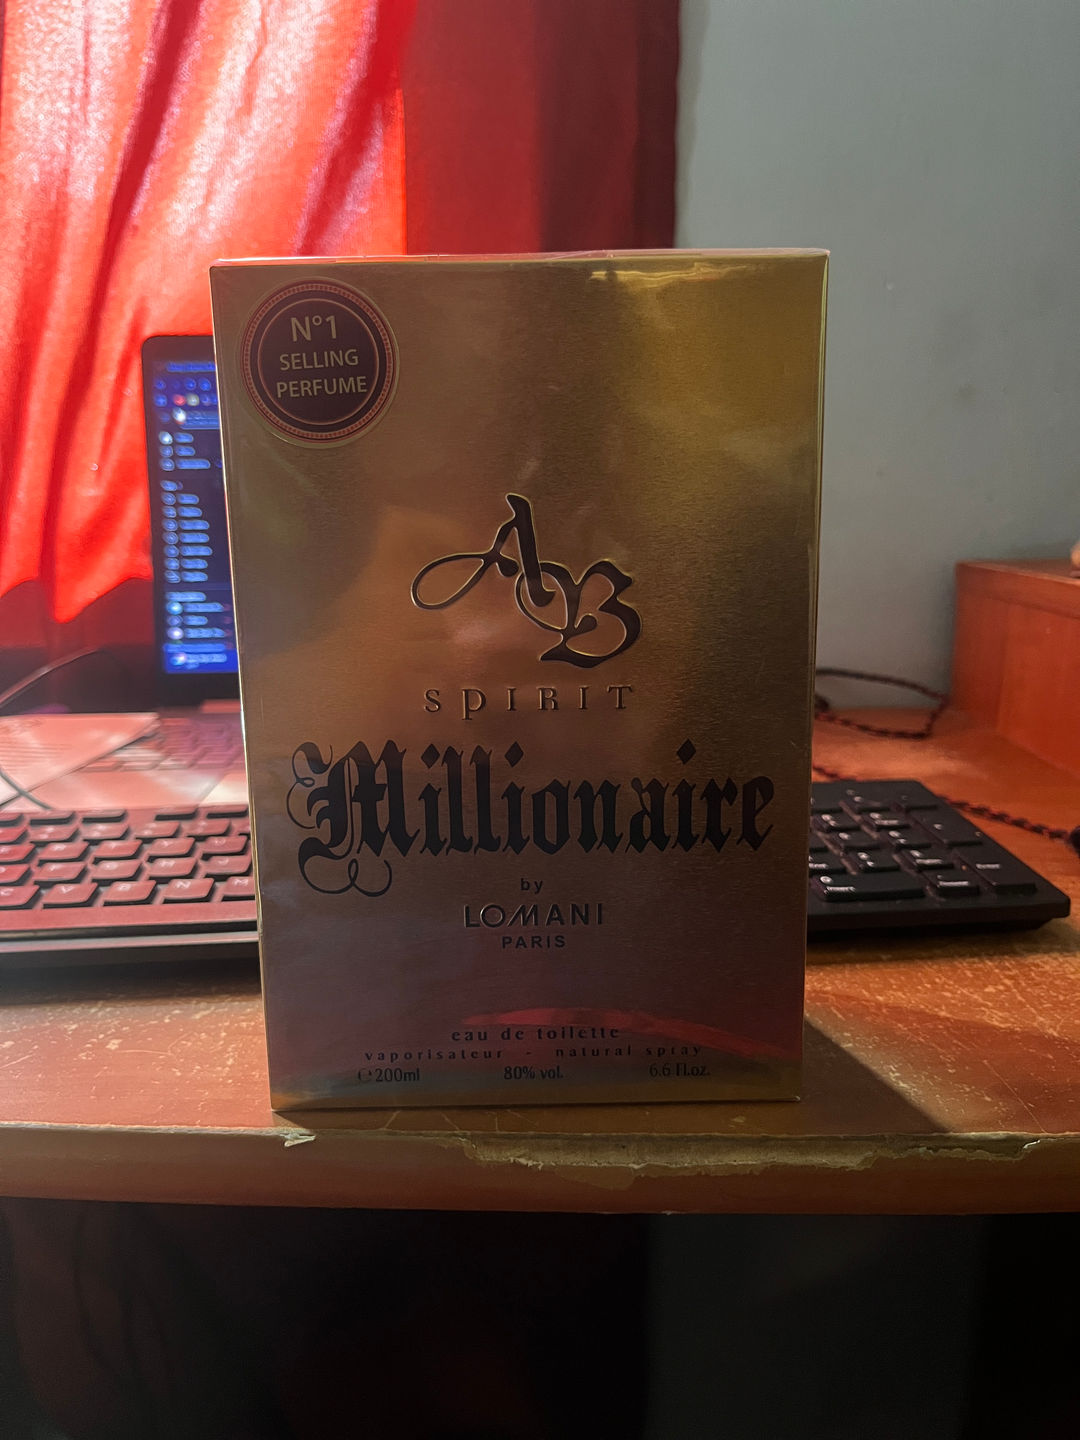 N°1
SELLING
PERFUME
AB
SPIRIT
Millionaire
by
LOMANI
PARIS
eau de toilette
vaporisateur - natural spray
℮200ml 80% vol. 6.6 Fl.oz.